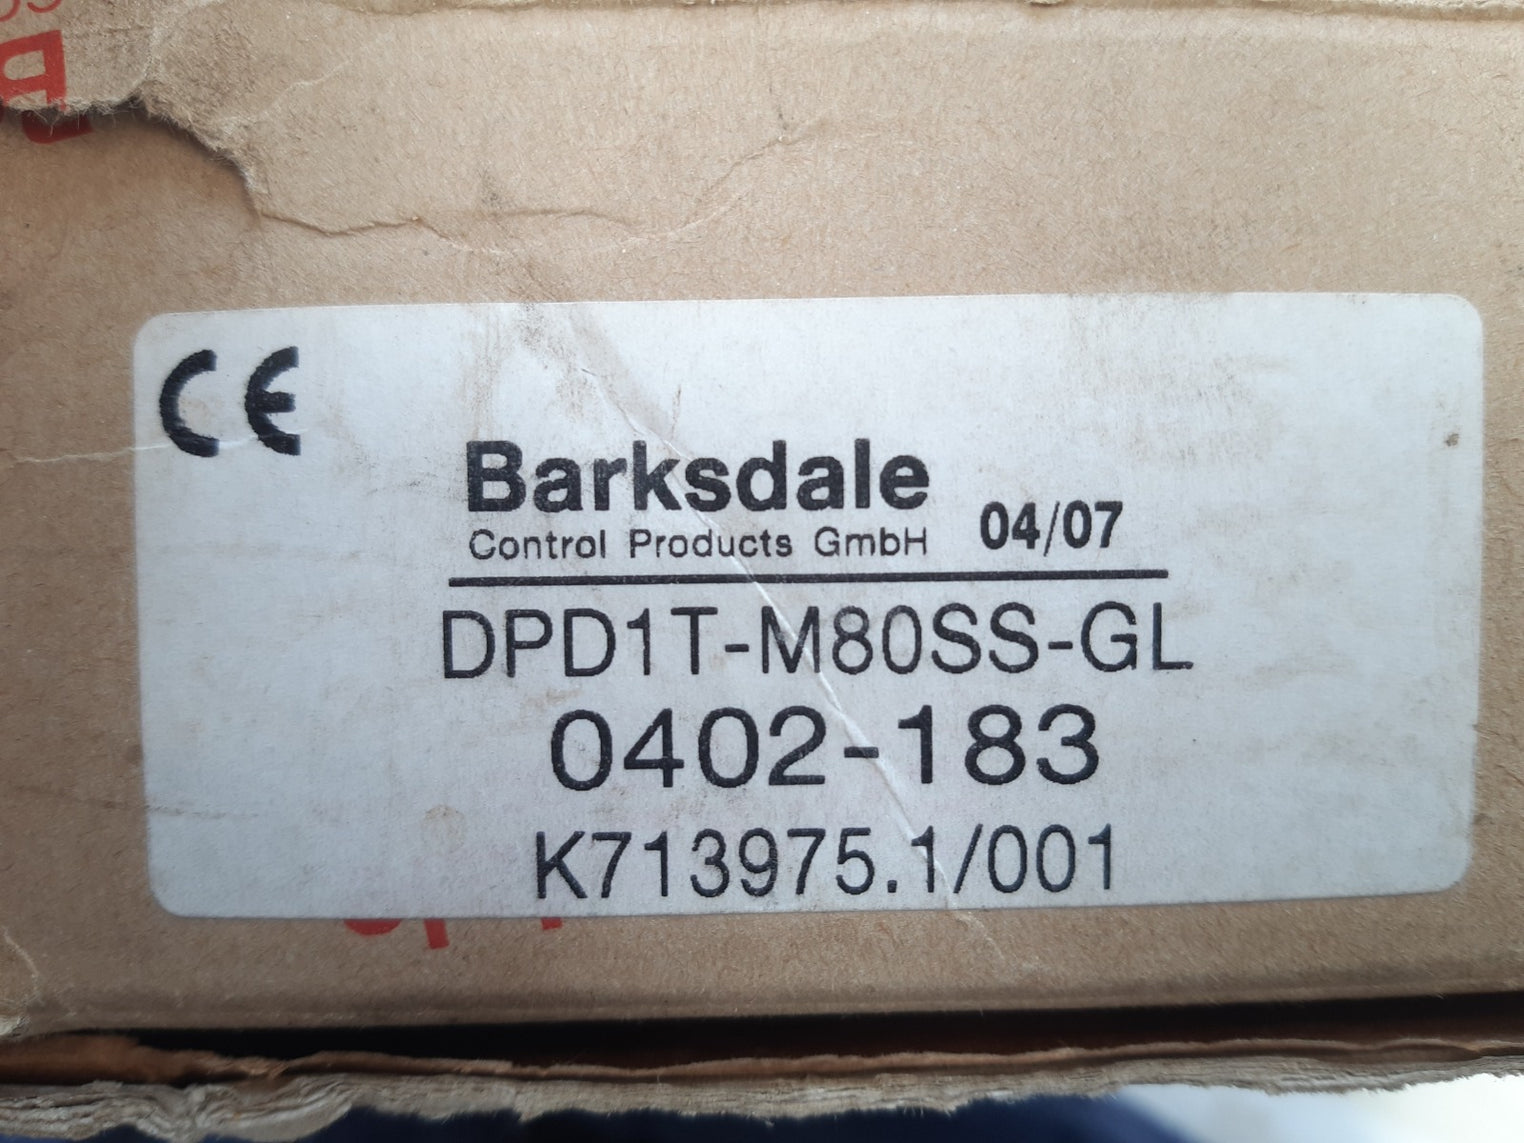 CE
Barksdale
Control Products GmbH 04/07
DPD1T-M80SS-GL
0402-183
K713975.1/001